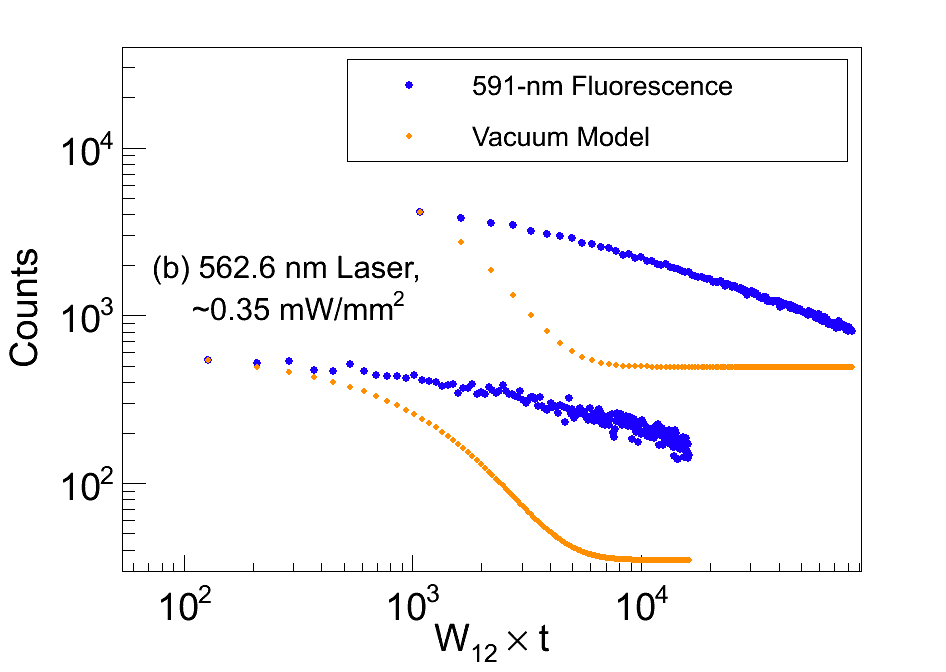 591-nm Fluorescence
Vacuum Model
10⁴
(b) 562.6 nm Laser,
~0.35 mW/mm²
10³
Counts
10²
10² 10³ 10⁴
W₁₂ × t